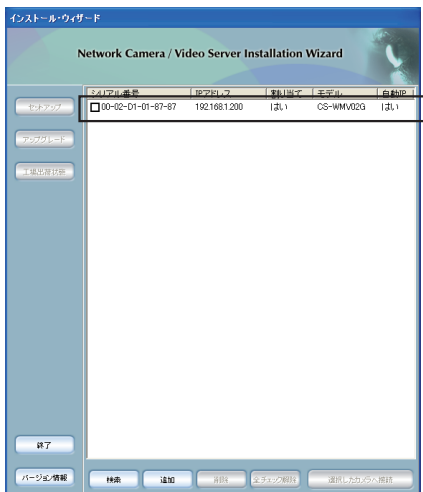 インストール・ウィザード
Network Camera / Video Server Installation Wizard
シリアル番号 IPアドレス 割り当て モデル 自動IP
00-02-D1-01-87-87 192.168.1.200 はい CS-WMV02G はい
セットアップ
アップグレード
工場出荷状態
終了
バージョン情報 検索 追加 削除 全チェック解除 選択したカメラへ接続